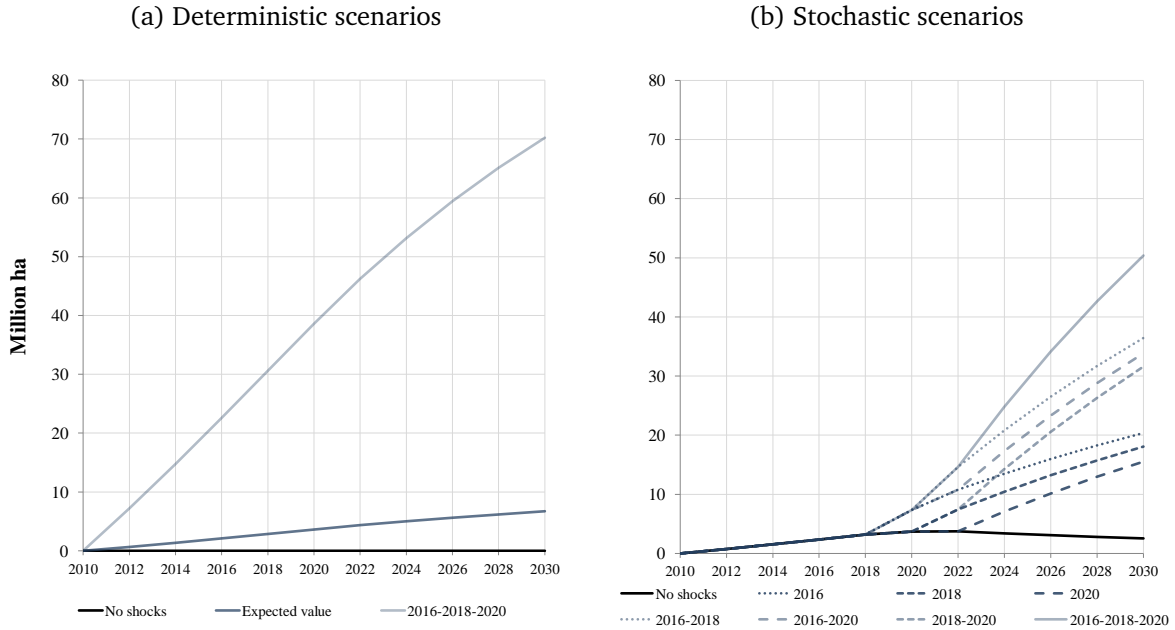 (a) Deterministic scenarios
(b) Stochastic scenarios
Million ha
80
70
60
50
40
30
20
10
0
2010 2012 2014 2016 2018 2020 2022 2024 2026 2028 2030
No shocks Expected value 2016-2018-2020
80
70
60
50
40
30
20
10
0
2010 2012 2014 2016 2018 2020 2022 2024 2026 2028 2030
No shocks 2016 2018 2020
2016-2018 2016-2020 2018-2020 2016-2018-2020